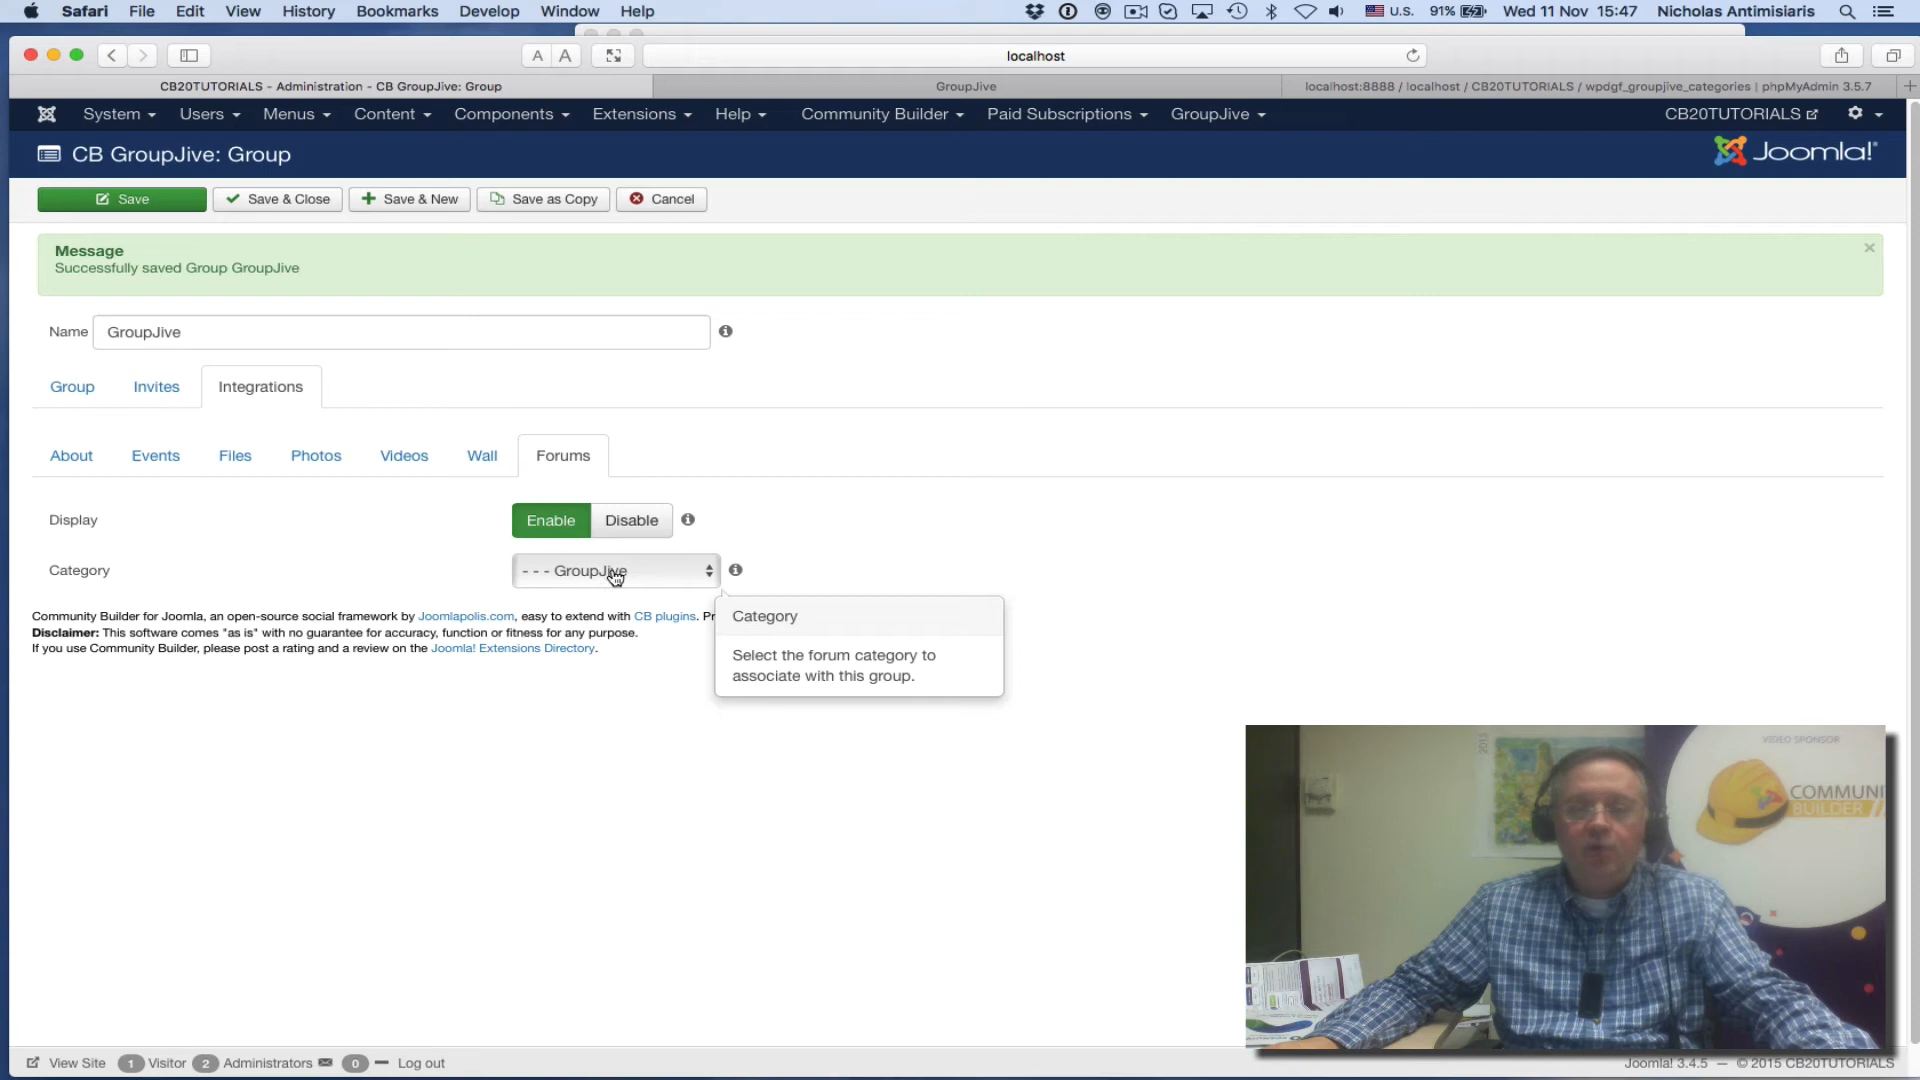 Safari File Edit View History Bookmarks Develop Window Help U.S. 91% Wed 11 Nov 15:47 Nicholas Antimisiaris
A A localhost
CB20TUTORIALS - Administration - CB GroupJive: Group GroupJive localhost:8888 / localhost / CB20TUTORIALS / wpdgf_groupjive_categories | phpMyAdmin 3.5.7
System Users Menus Content Components Extensions Help Community Builder Paid Subscriptions GroupJive CB20TUTORIALS
CB GroupJive: Group Joomla!
Save Save & Close Save & New Save as Copy Cancel
Message
Successfully saved Group GroupJive
Name GroupJive
Group Invites Integrations
About Events Files Photos Videos Wall Forums
Display Enable Disable
Category - - - GroupJive
Community Builder for Joomla, an open-source social framework by Joomlapolis.com, easy to extend with CB plugins. Pr
Disclaimer: This software comes "as is" with no guarantee for accuracy, function or fitness for any purpose.
If you use Community Builder, please post a rating and a review on the Joomla! Extensions Directory.
Category
Select the forum category to
associate with this group.
2015
VIDEO SPONSOR
COMMUNI
BUILDER
View Site 1 Visitor 2 Administrators 0 Log out Joomla! 3.4.5 — © 2015 CB20TUTORIALS